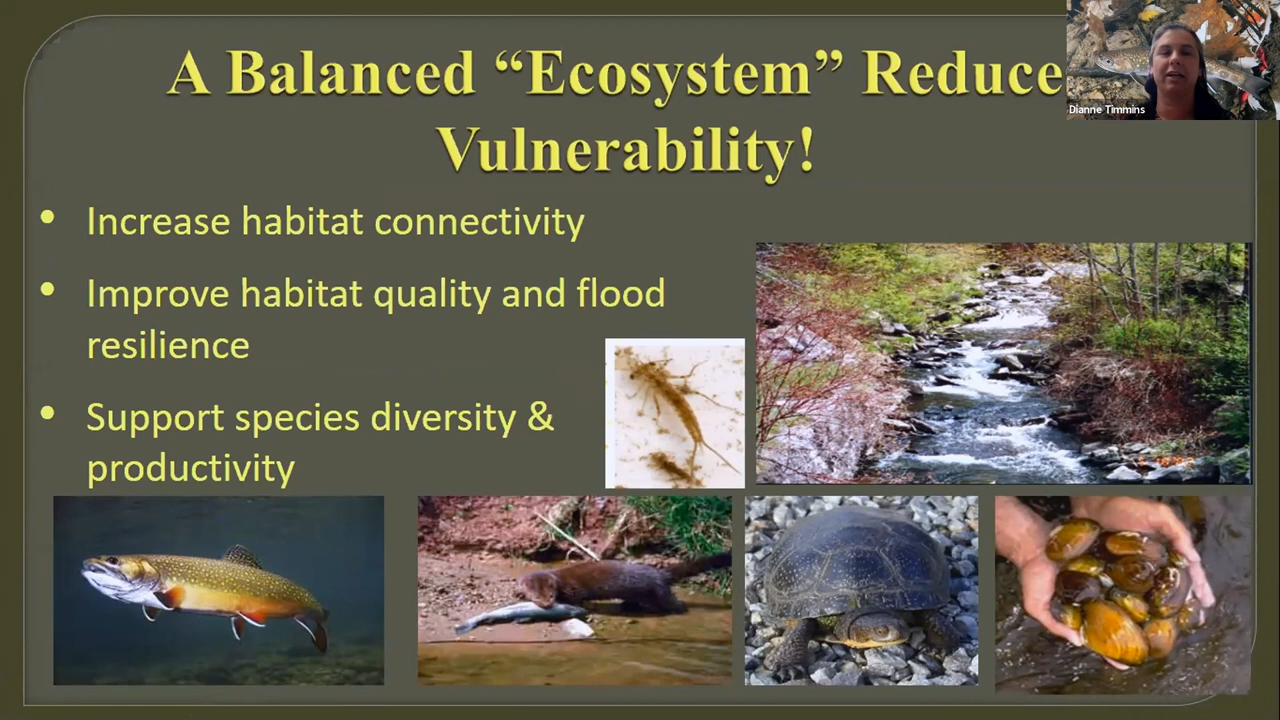 A Balanced “Ecosystem” Reduce
Vulnerability!
Dianne Timmins
• Increase habitat connectivity
• Improve habitat quality and flood
resilience
• Support species diversity &
productivity